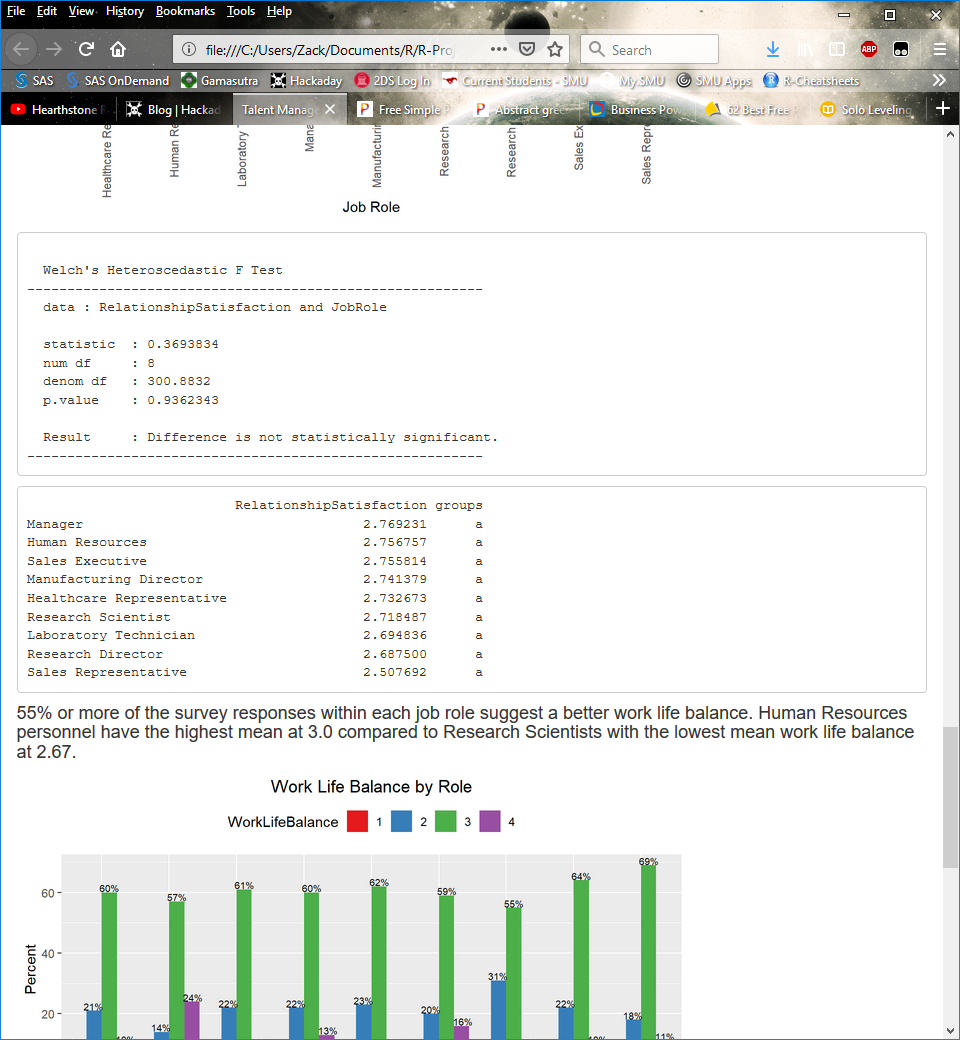 File Edit View History Bookmarks Tools Help
file:///C:/Users/Zack/Documents/R/R-Pro
Search
SAS SAS OnDemand Gamasutra Hackaday 2DS Log In Current Students - SMU My SMU SMU Apps R-Cheatsheets
Hearthstone Blog | Hackad Talent Manage Free Simple Abstract gre Business Pow 62 Best Free Solo Leveling
Healthcare Re
Human Re
Laboratory
Mana
Manufacturin
Research
Research
Sales Ex
Sales Repr
Job Role
Welch's Heteroscedastic F Test
---------------------------------------------------------
data : RelationshipSatisfaction and JobRole
statistic : 0.3693834
num df : 8
denom df : 300.8832
p.value : 0.9362343
Result : Difference is not statistically significant.
---------------------------------------------------------
RelationshipSatisfaction groups
Manager 2.769231 a
Human Resources 2.756757 a
Sales Executive 2.755814 a
Manufacturing Director 2.741379 a
Healthcare Representative 2.732673 a
Research Scientist 2.718487 a
Laboratory Technician 2.694836 a
Research Director 2.687500 a
Sales Representative 2.507692 a
55% or more of the survey responses within each job role suggest a better work life balance. Human Resources
personnel have the highest mean at 3.0 compared to Research Scientists with the lowest mean work life balance
at 2.67.
Work Life Balance by Role
WorkLifeBalance 1 2 3 4
Percent
60
40
20
21% 60%
14% 57% 24%
22% 61%
22% 60% 13%
23% 62%
20% 59% 16%
31% 55%
22% 64%
18% 69% 11%